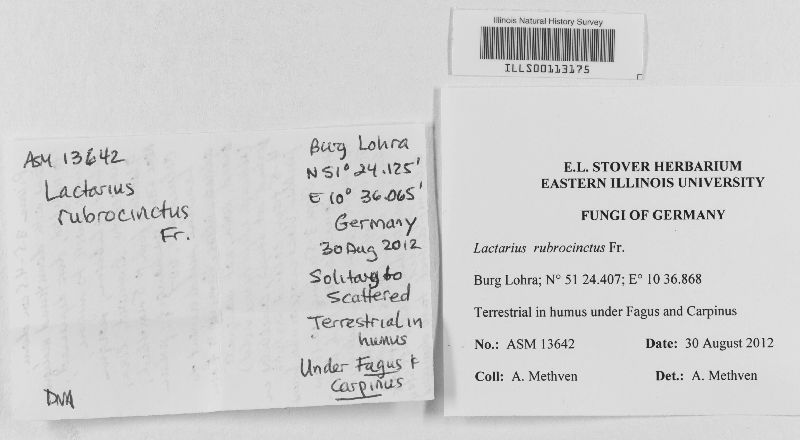 Illinois Natural History Survey
ILLS00113175
ASM 13642
Lactarius
rubrocinctus
Fr.
Burg Lohra
N 51° 24.125'
E 10° 36.065'
Germany
30 Aug 2012
Solitary to
Scattered
Terrestrial in
humus
Under Fagus &
Carpinus
DNA
E.L. STOVER HERBARIUM
EASTERN ILLINOIS UNIVERSITY
FUNGI OF GERMANY
Lactarius rubrocinctus Fr.
Burg Lohra; N° 51 24.407; E° 10 36.868
Terrestrial in humus under Fagus and Carpinus
No.: ASM 13642 Date: 30 August 2012
Coll: A. Methven Det.: A. Methven